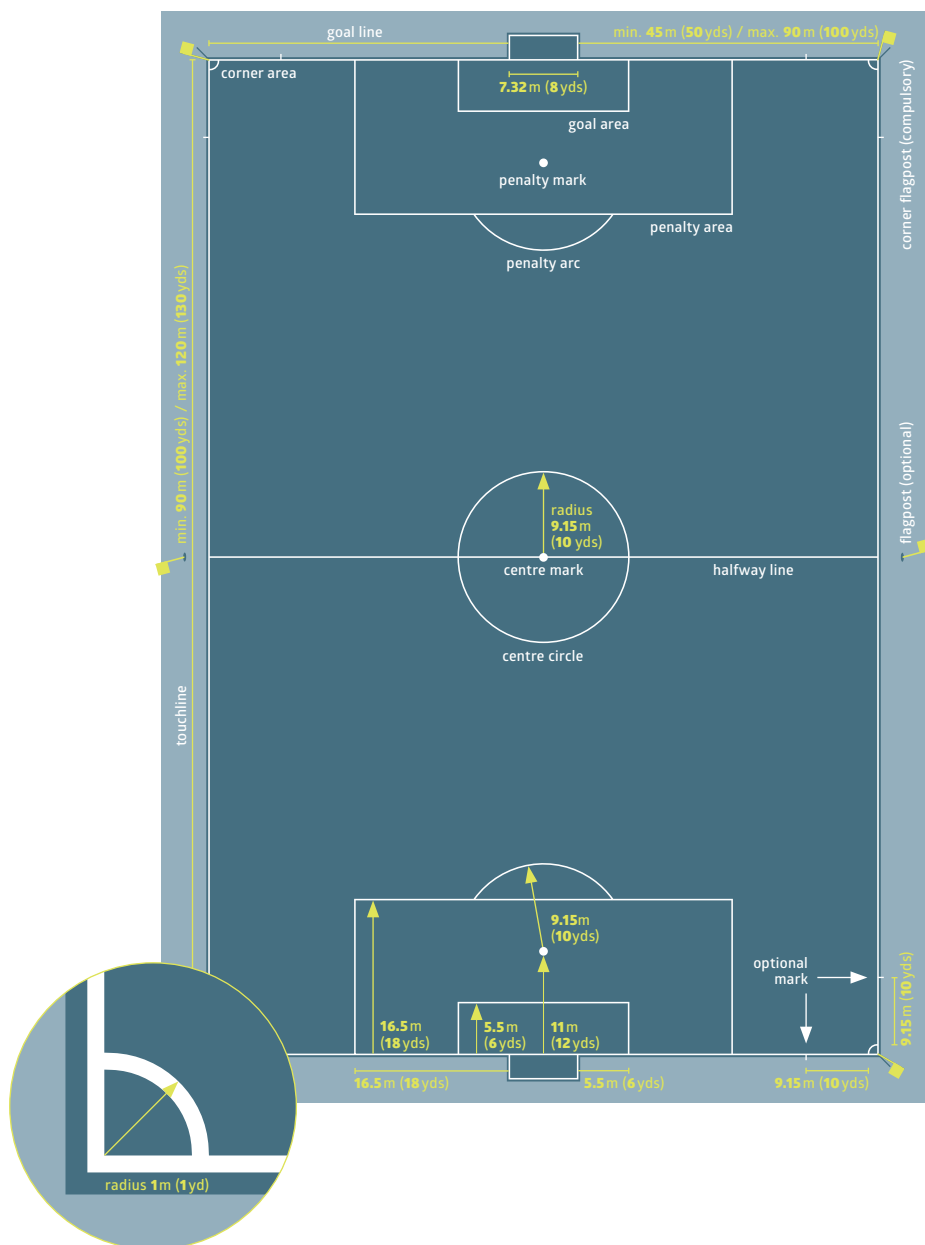 goal line
min. 45 m (50 yds) / max. 90 m (100 yds)
corner area
7.32 m (8 yds)
goal area
penalty mark
penalty area
penalty arc
corner flagpost (compulsory)
min. 90 m (100 yds) / max. 120 m (130 yds)
flagpost (optional)
radius
9.15 m
(10 yds)
centre mark
halfway line
centre circle
touchline
9.15 m
(10 yds)
optional
mark
9.15 m (10 yds)
16.5 m
(18 yds)
5.5 m
(6 yds)
11 m
(12 yds)
16.5 m (18 yds)
5.5 m (6 yds)
9.15 m (10 yds)
radius 1 m (1 yd)